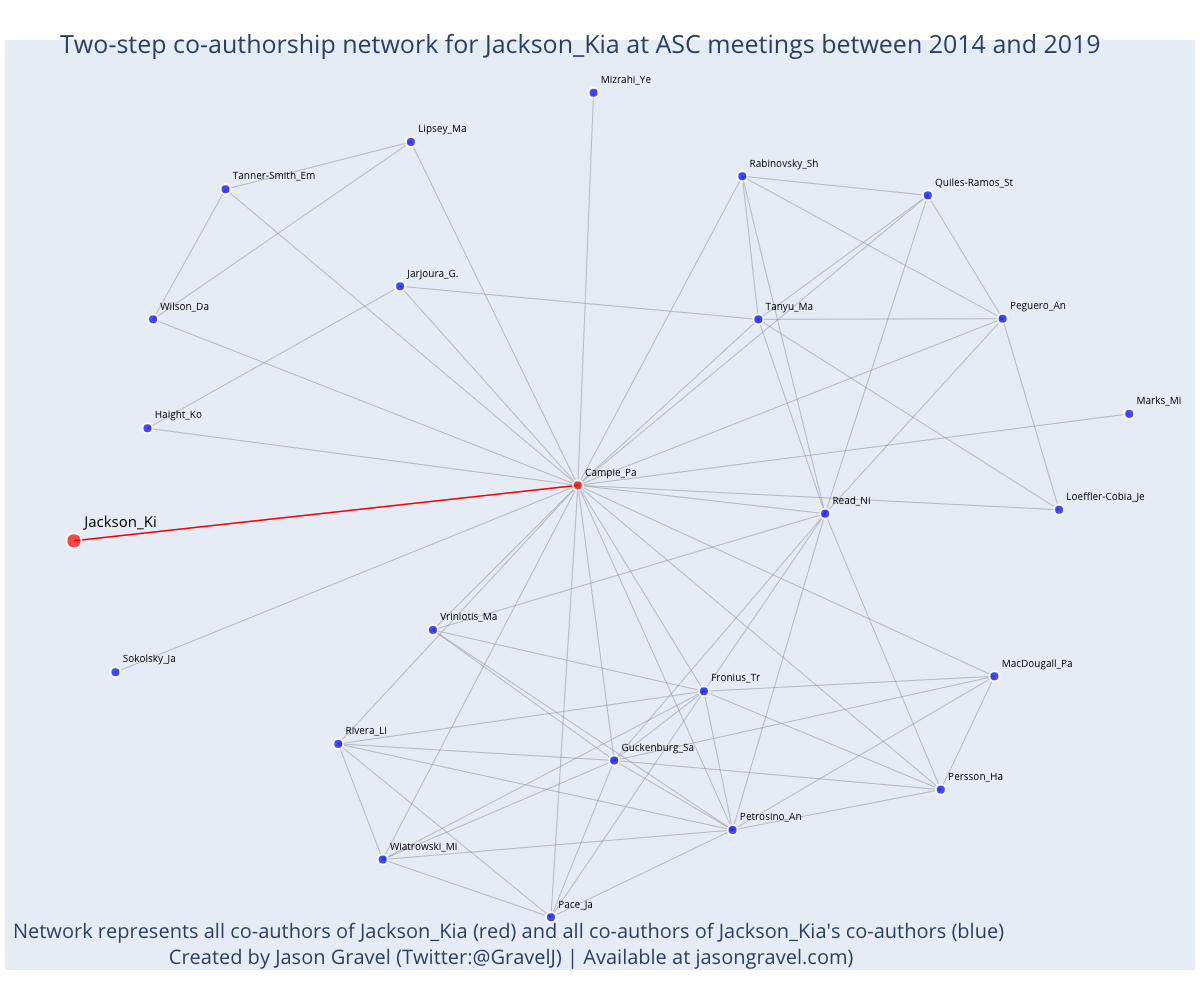 Two-step co-authorship network for Jackson_Kia at ASC meetings between 2014 and 2019
Mizrahi_Ye
Lipsey_Ma
Rabinovsky_Sh
Tanner-Smith_Em
Quiles-Ramos_St
Jarjoura_G.
Wilson_Da
Tanyu_Ma
Peguero_An
Marks_Mi
Haight_Ko
Campie_Pa
Loeffler-Cobia_Je
Read_Ni
Jackson_Ki
Vriniotis_Ma
Sokolsky_Ja
MacDougall_Pa
Fronius_Tr
Rivera_Li
Guckenburg_Sa
Persson_Ha
Petrosino_An
Wiatrowski_Mi
Pace_Ja
Network represents all co-authors of Jackson_Kia (red) and all co-authors of Jackson_Kia's co-authors (blue)
Created by Jason Gravel (Twitter:@GravelJ) | Available at jasongravel.com)